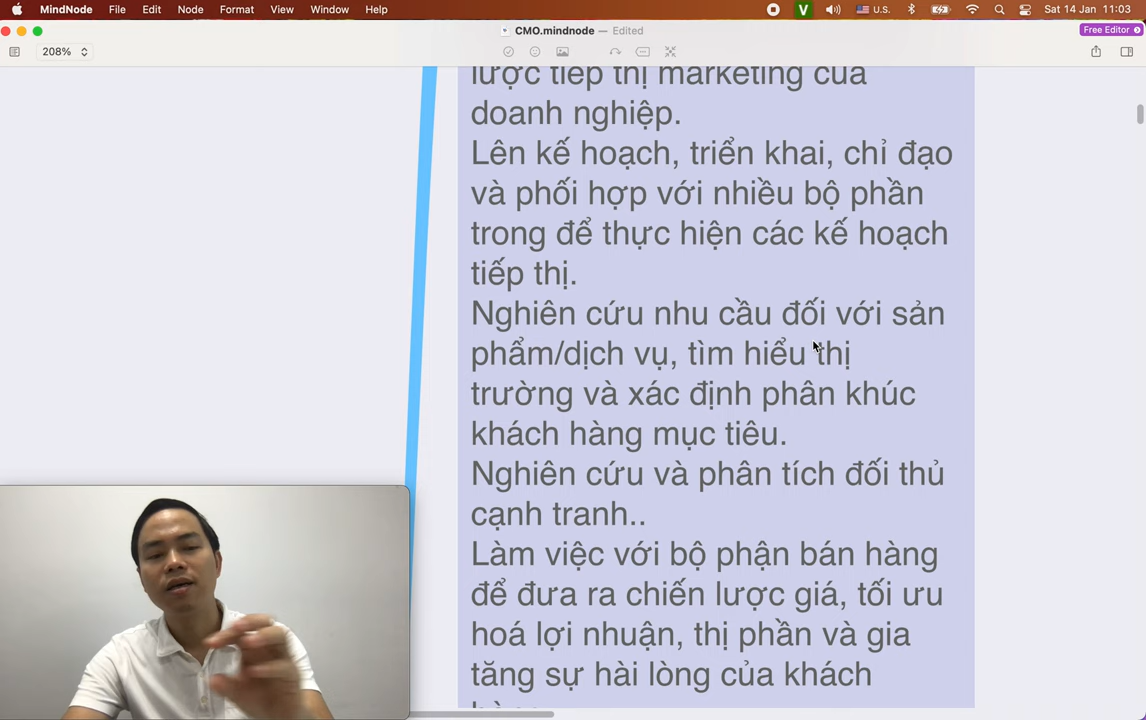 MindNode File Edit Node Format View Window Help V U.S. Sat 14 Jan 11:03
CMO.mindnode — Edited
Free Editor
208%
lược tiếp thị marketing của
doanh nghiệp.
Lên kế hoạch, triển khai, chỉ đạo
và phối hợp với nhiều bộ phần
trong để thực hiện các kế hoạch
tiếp thị.
Nghiên cứu nhu cầu đối với sản
phẩm/dịch vụ, tìm hiểu thị
trường và xác định phân khúc
khách hàng mục tiêu.
Nghiên cứu và phân tích đối thủ
cạnh tranh..
Làm việc với bộ phận bán hàng
để đưa ra chiến lược giá, tối ưu
hoá lợi nhuận, thị phần và gia
tăng sự hài lòng của khách